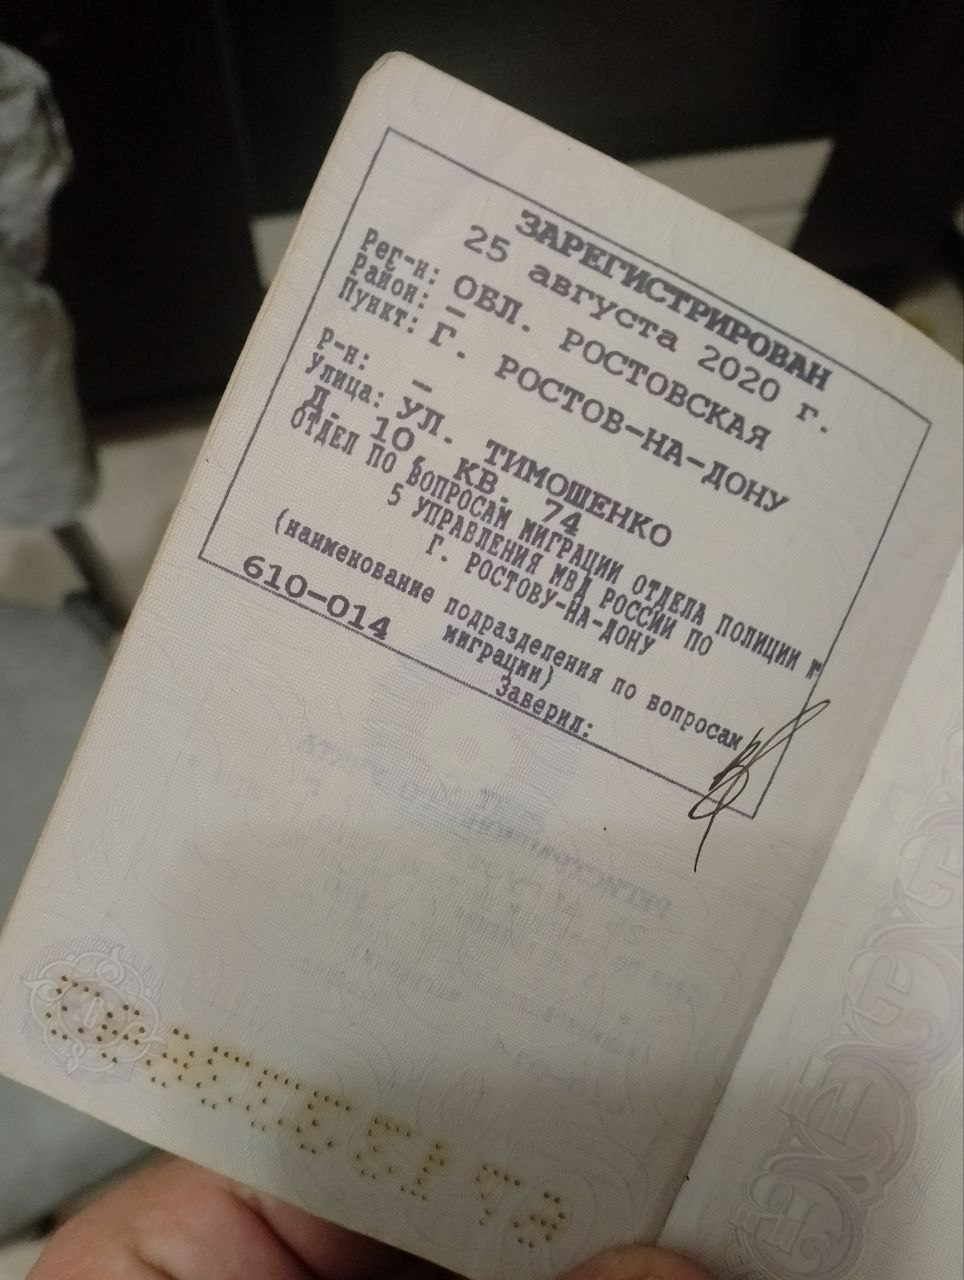 ЗАРЕГИСТРИРОВАН
25 августа 2020 г.
Рег-н: ОБЛ. РОСТОВСКАЯ
Район: –
Пункт: Г. РОСТОВ-НА-ДОНУ
Р-н: –
Улица: УЛ. ТИМОШЕНКО
Д. 10, КВ. 74
ОТДЕЛ ПО ВОПРОСАМ МИГРАЦИИ ОТДЕЛА ПОЛИЦИИ №
5 УПРАВЛЕНИЯ МВД РОССИИ ПО
Г. РОСТОВУ-НА-ДОНУ
(наименование подразделения по вопросам
миграции)
610-014
Заверил: